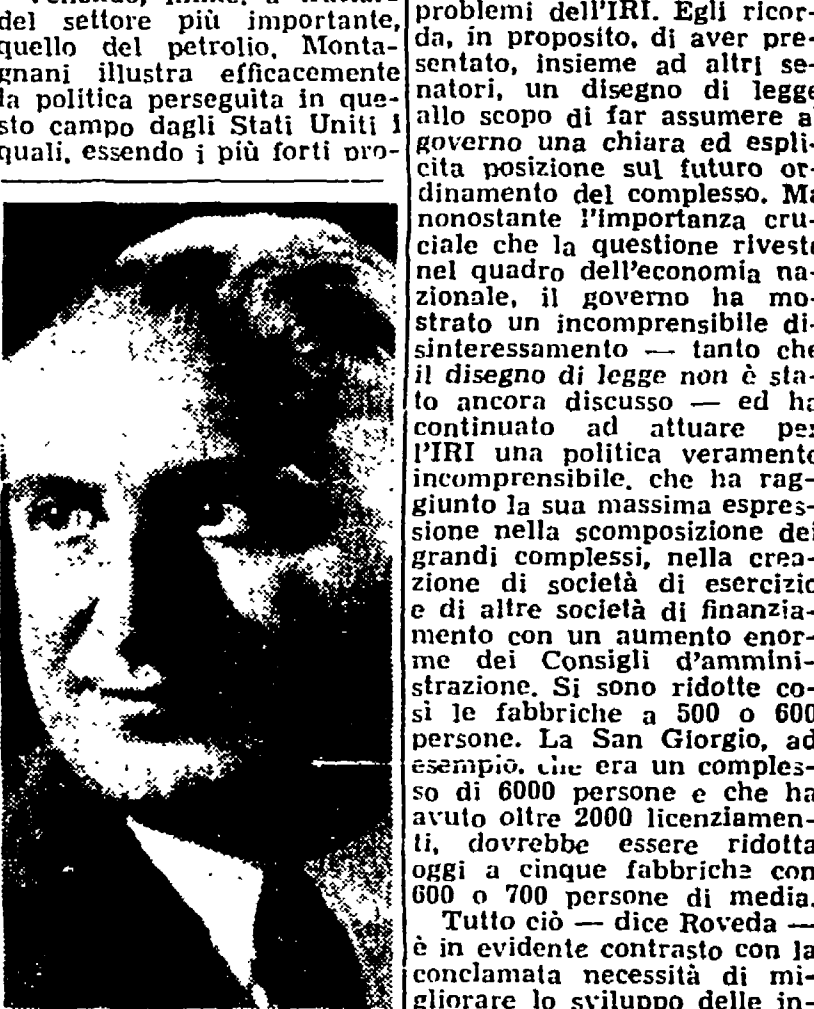 del settore più importante,
quello del petrolio, Monta-
gnani illustra efficacemente
la politica perseguita in que-
sto campo dagli Stati Uniti i
quali, essendo i più forti pro-
problemi dell'IRI. Egli ricor-
da, in proposito, di aver pre-
sentato, insieme ad altri se-
natori, un disegno di legge
allo scopo di far assumere a
governo una chiara ed espli-
cita posizione sul futuro or-
dinamento del complesso. Ma
nonostante l'importanza cru-
ciale che la questione riveste
nel quadro dell'economia na-
zionale, il governo ha mo-
strato un incomprensibile di-
sinteressamento — tanto che
il disegno di legge non è sta-
to ancora discusso — ed ha
continuato ad attuare per
l'IRI una politica veramente
incomprensibile, che ha rag-
giunto la sua massima espres-
sione nella scomposizione dei
grandi complessi, nella crea-
zione di società di esercizio
e di altre società di finanzia-
mento con un aumento enor-
me dei Consigli d'ammini-
strazione. Si sono ridotte co-
sì le fabbriche a 500 o 600
persone. La San Giorgio, ad
esempio, che era un comples-
so di 6000 persone e che ha
avuto oltre 2000 licenziamen-
ti, dovrebbe essere ridotta
oggi a cinque fabbriche con
600 o 700 persone di media.
Tutto ciò — dice Roveda —
è in evidente contrasto con la
conclamata necessità di mi-
gliorare lo sviluppo delle in-